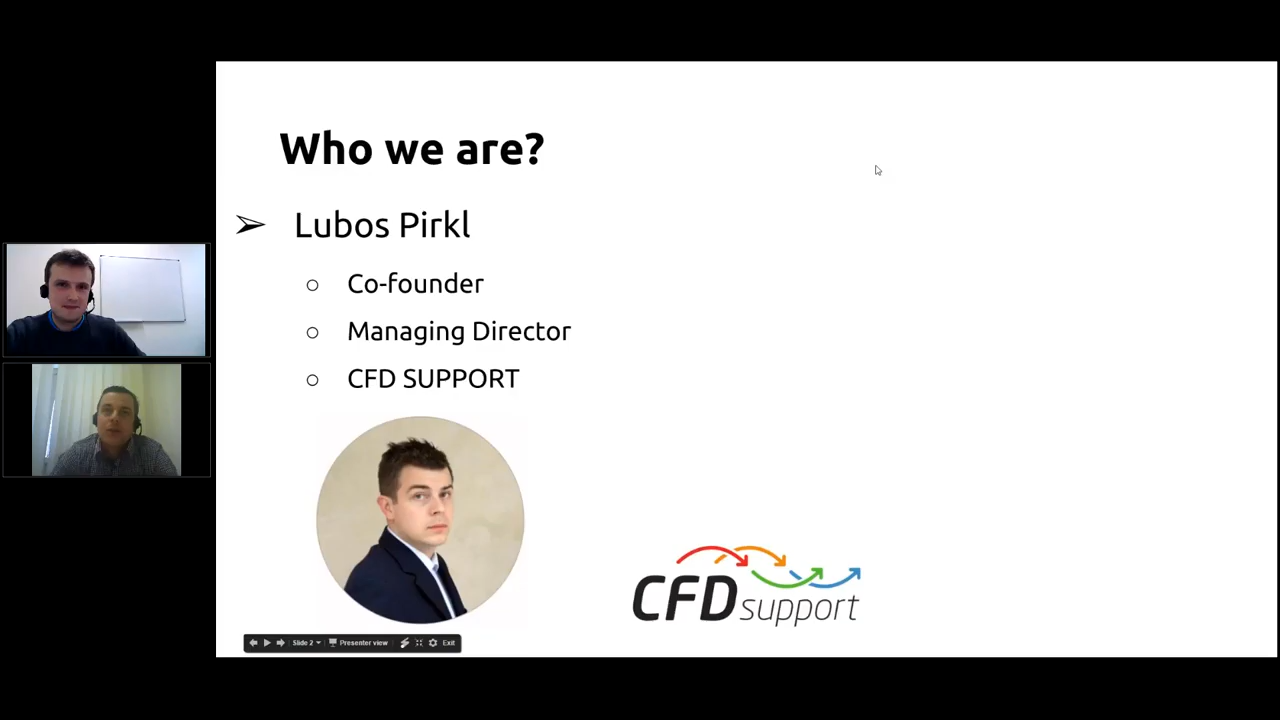 Who we are?
➢ Lubos Pirkl
○ Co-founder
○ Managing Director
○ CFD SUPPORT
CFD support
Slide 2 Presenter view Exit